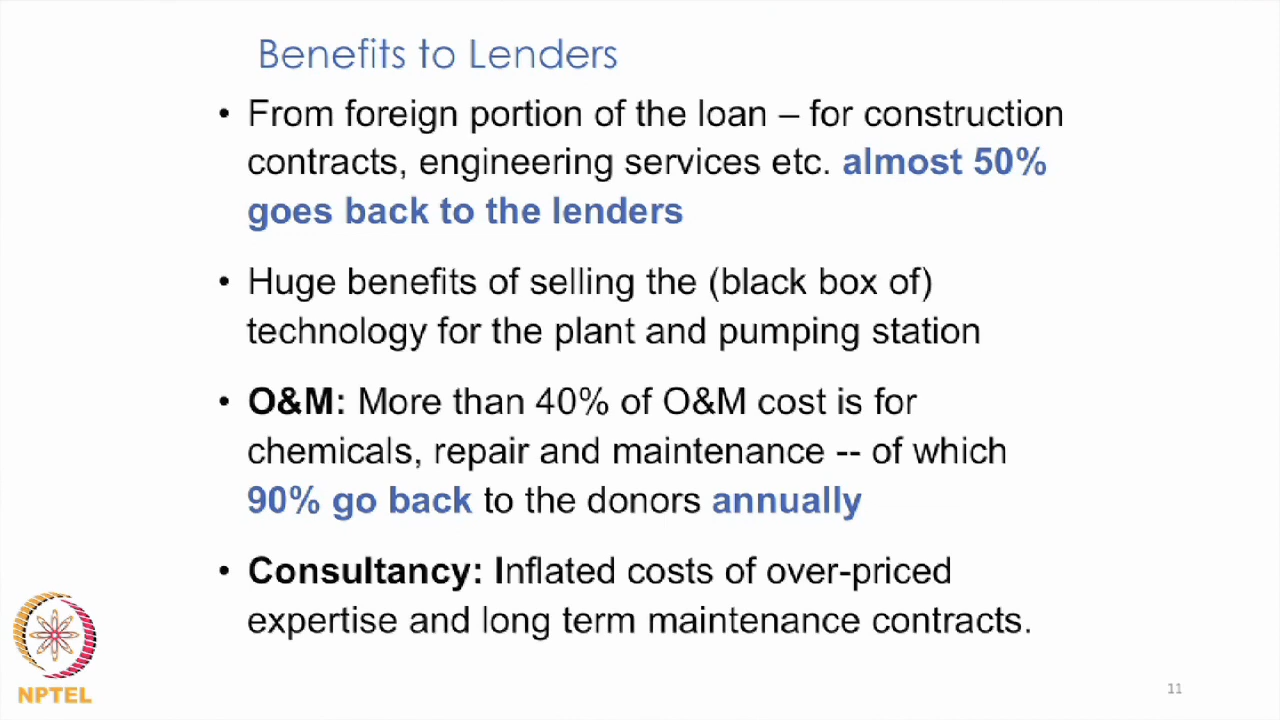 Benefits to Lenders
• From foreign portion of the loan – for construction
contracts, engineering services etc. almost 50%
goes back to the lenders
• Huge benefits of selling the (black box of)
technology for the plant and pumping station
• O&M: More than 40% of O&M cost is for
chemicals, repair and maintenance -- of which
90% go back to the donors annually
• Consultancy: Inflated costs of over-priced
expertise and long term maintenance contracts.
NPTEL
11